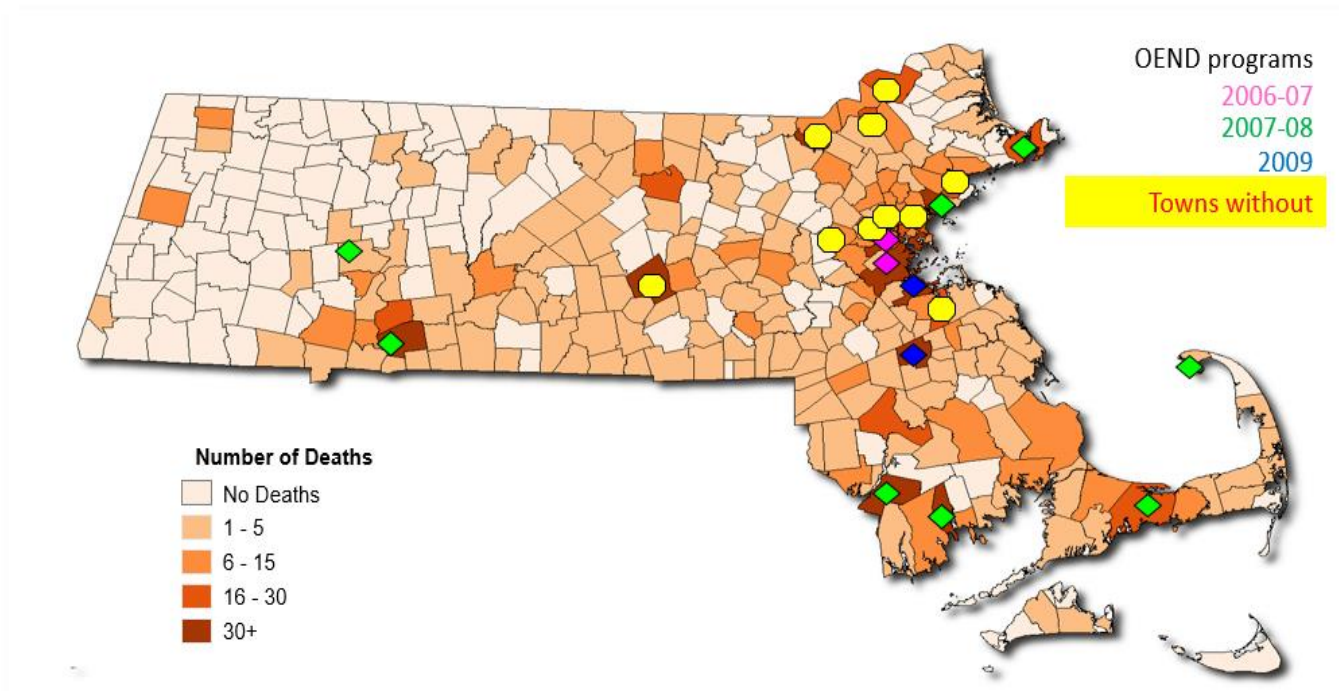 OEND programs
2006-07
2007-08
2009
Towns without
Number of Deaths
No Deaths
1 - 5
6 - 15
16 - 30
30+